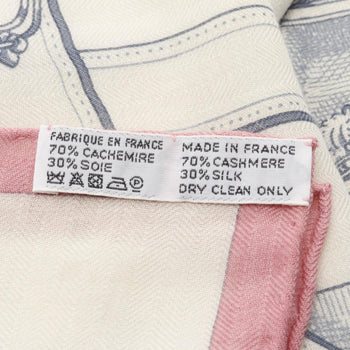 FABRIQUE EN FRANCE
70% CACHEMIRE
30% SOIE
MADE IN FRANCE
70% CASHMERE
30% SILK
DRY CLEAN ONLY